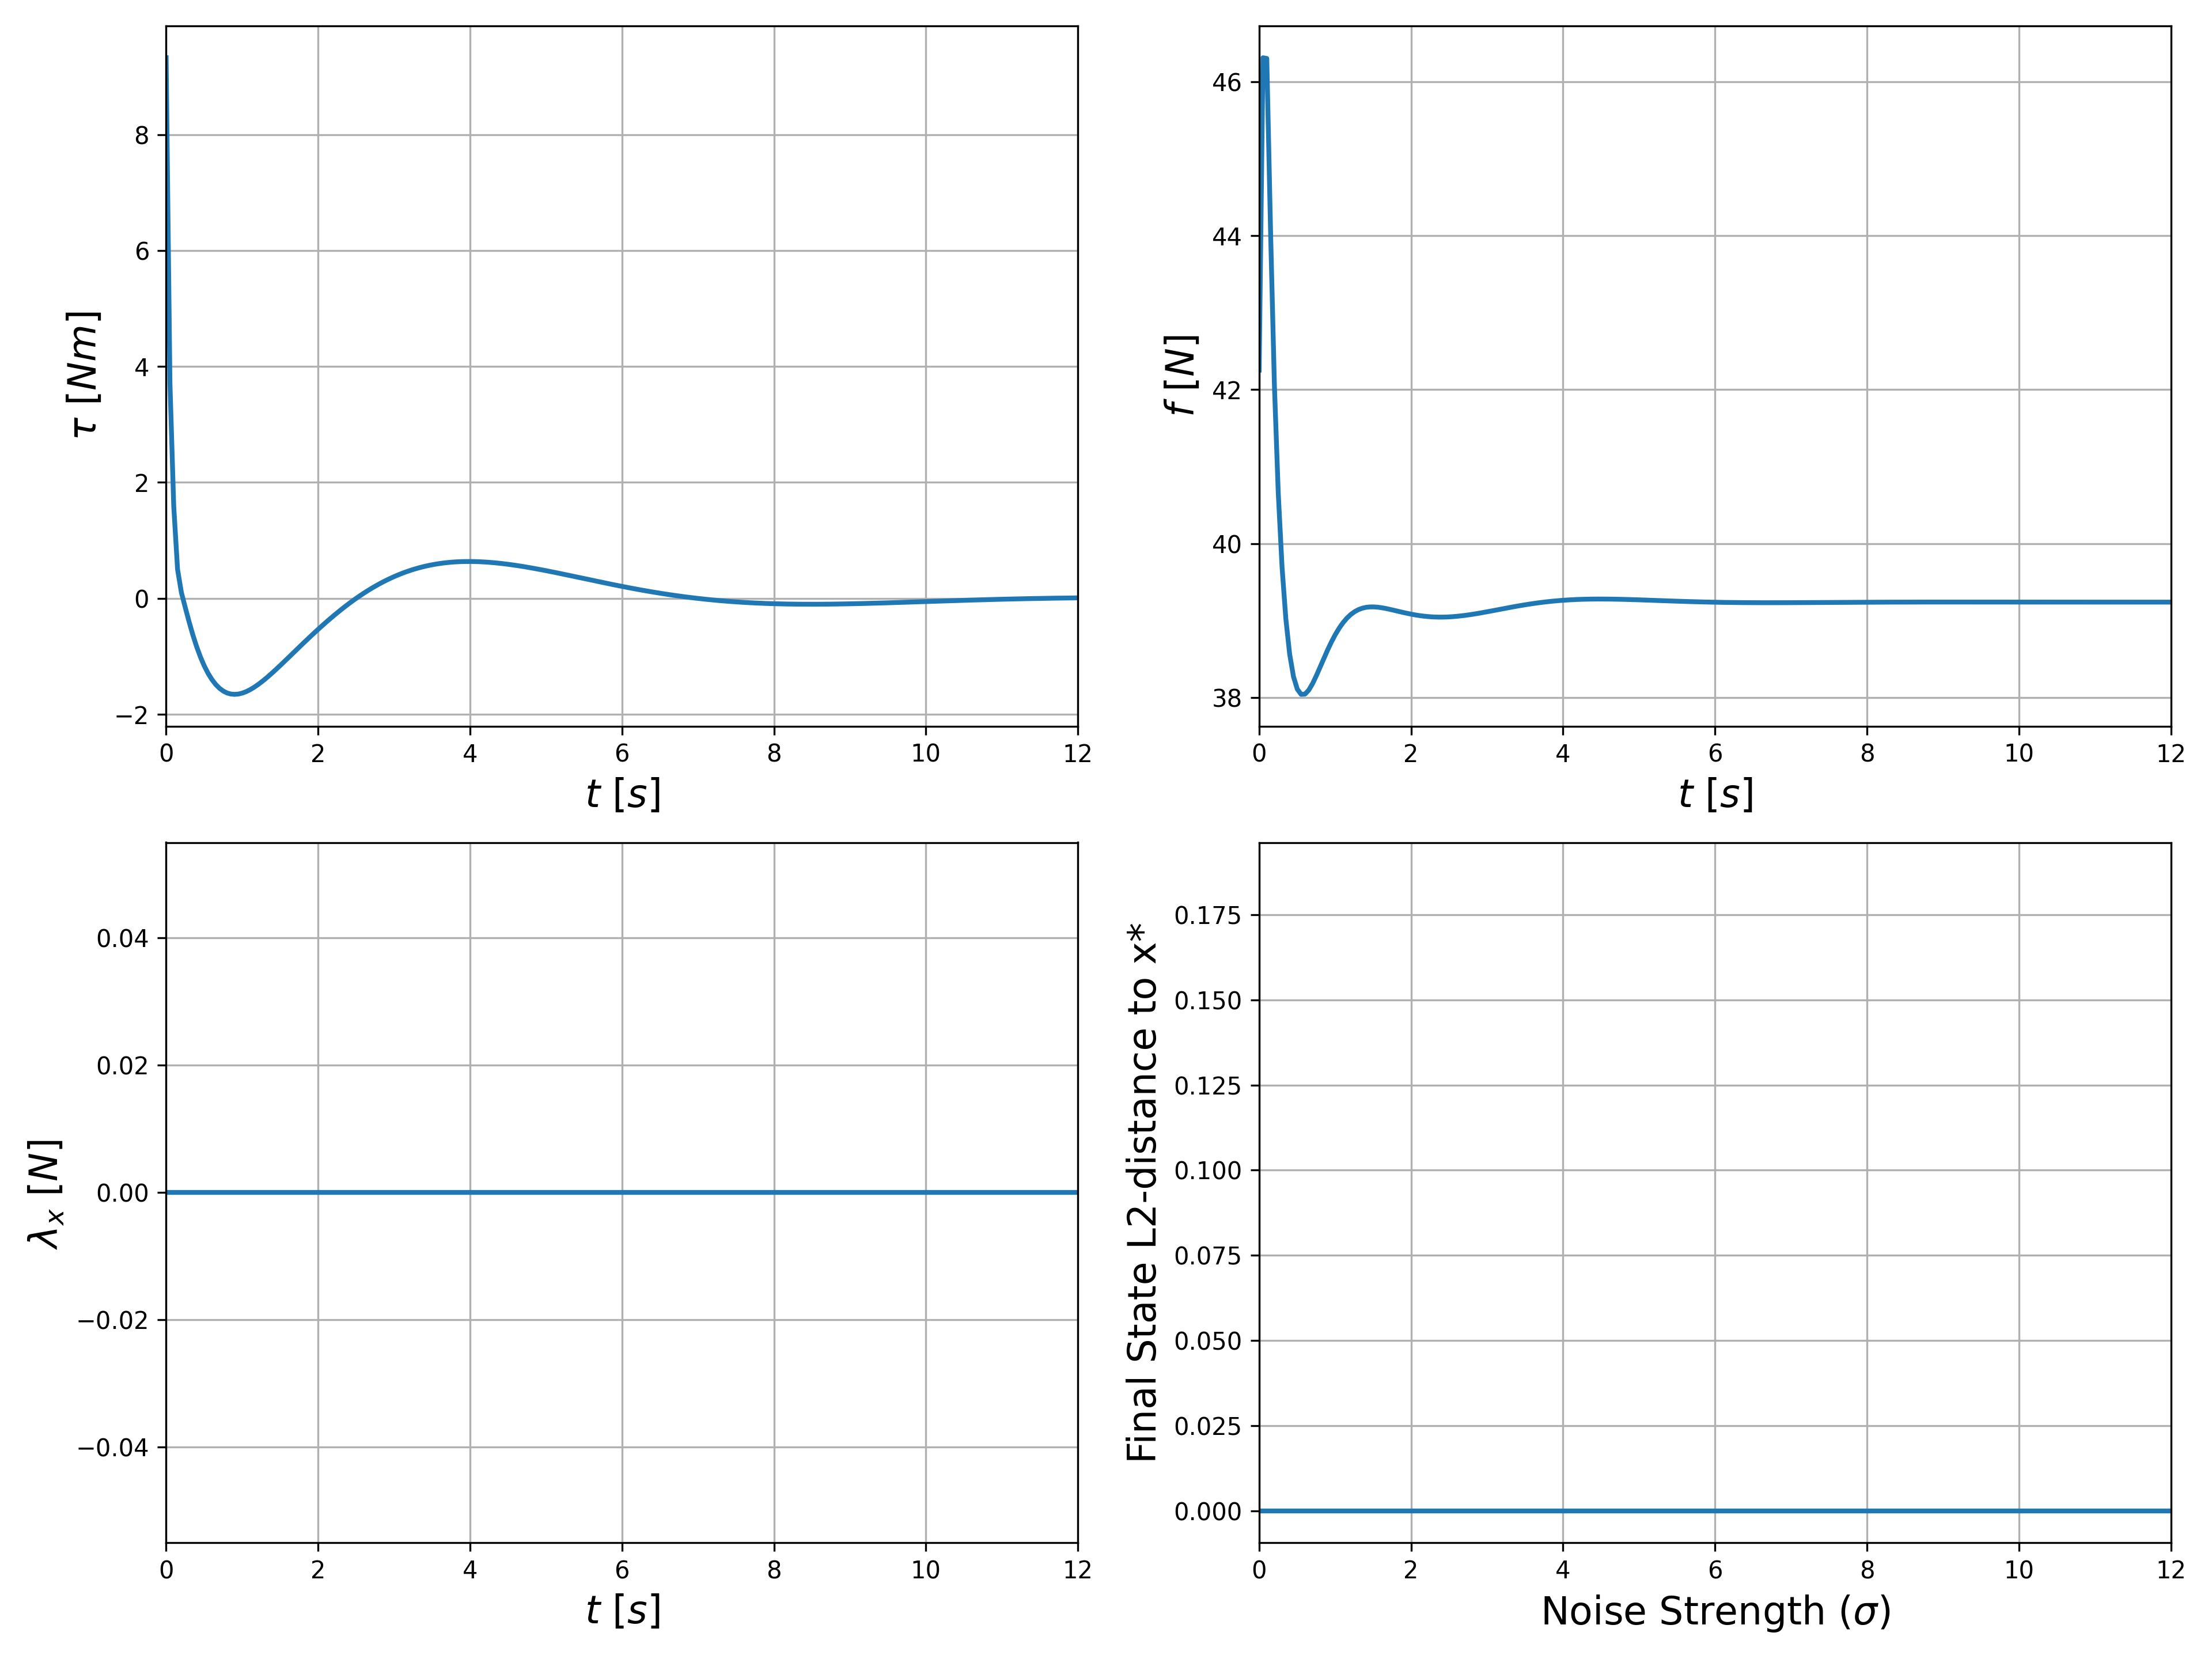 τ [Nm]
8
6
4
2
0
−2
0 2 4 6 8 10 12
t [s]
f [N]
46
44
42
40
38
0 2 4 6 8 10 12
t [s]
λx [N]
0.04
0.02
0.00
−0.02
−0.04
0 2 4 6 8 10 12
t [s]
Final State L2-distance to x*
0.175
0.150
0.125
0.100
0.075
0.050
0.025
0.000
0 2 4 6 8 10 12
Noise Strength (σ)